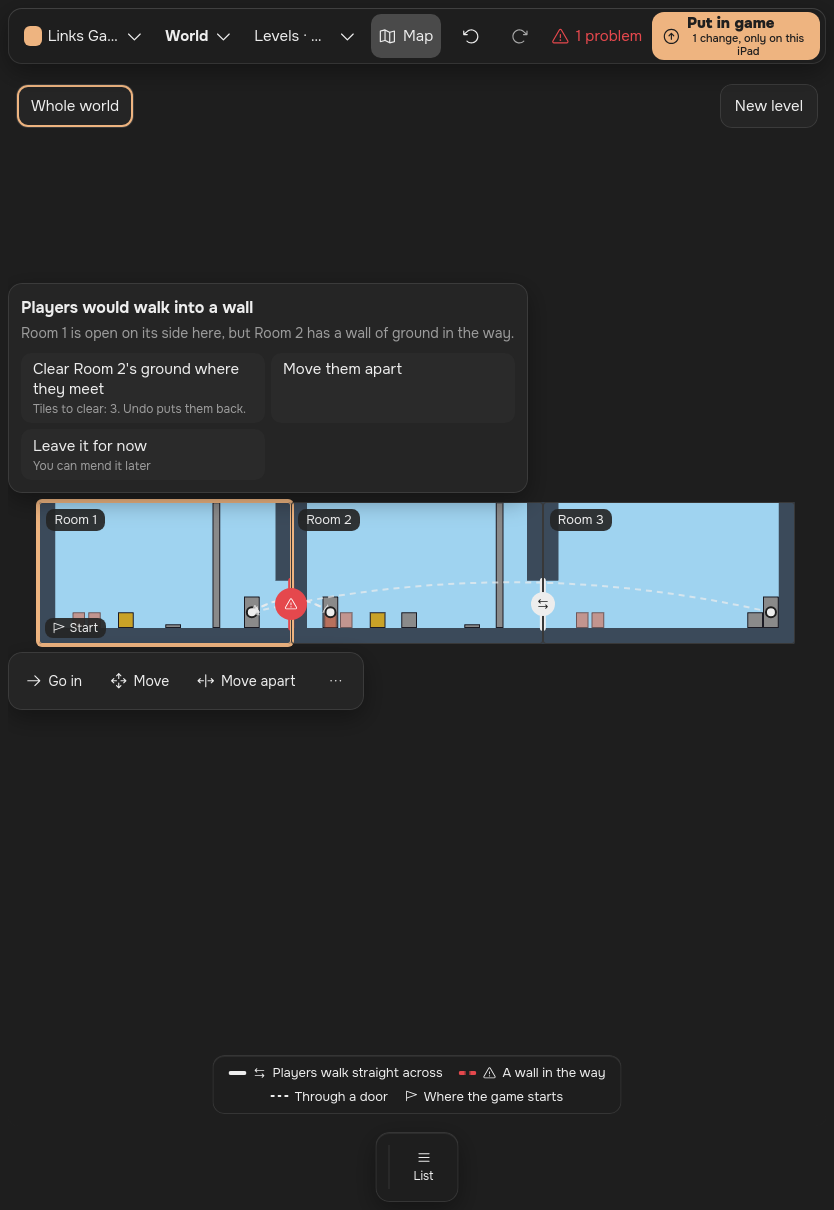 Links Ga...
World
Levels · ...
Map
1 problem
Put in game
1 change, only on this
iPad
Whole world
New level
Players would walk into a wall
Room 1 is open on its side here, but Room 2 has a wall of ground in the way.
Clear Room 2's ground where
they meet
Tiles to clear: 3. Undo puts them back.
Move them apart
Leave it for now
You can mend it later
Room 1
Room 2
Room 3
Start
Go in
Move
Move apart
...
Players walk straight across
A wall in the way
Through a door
Where the game starts
List